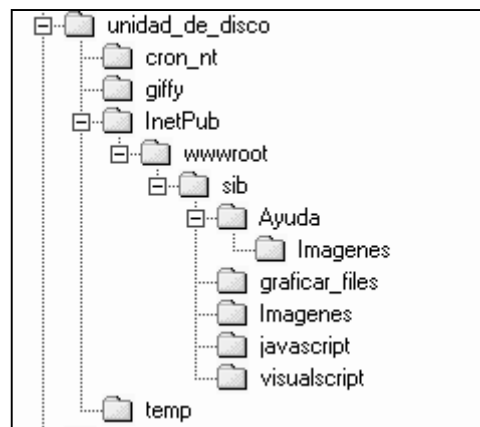 unidad_de_disco
cron_nt
giffy
InetPub
wwwroot
sib
Ayuda
Imagenes
graficar_files
Imagenes
javascript
visualscript
temp